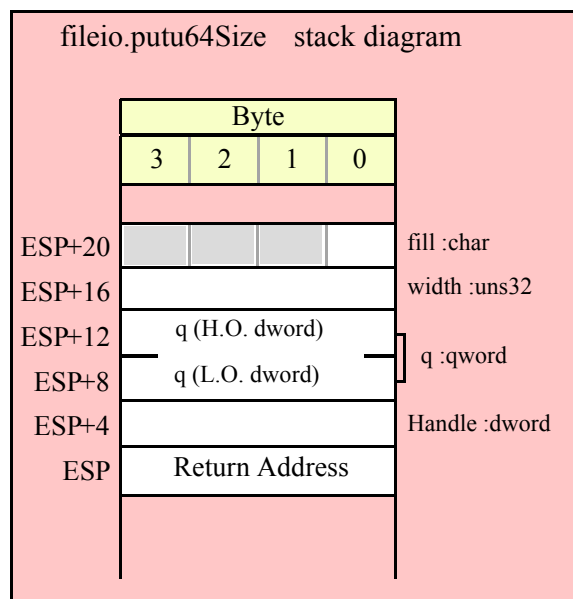 fileio.putu64Size stack diagram
Byte
3 2 1 0
ESP+20 fill :char
ESP+16 width :uns32
ESP+12 q (H.O. dword)
q :qword
ESP+8 q (L.O. dword)
ESP+4 Handle :dword
ESP Return Address